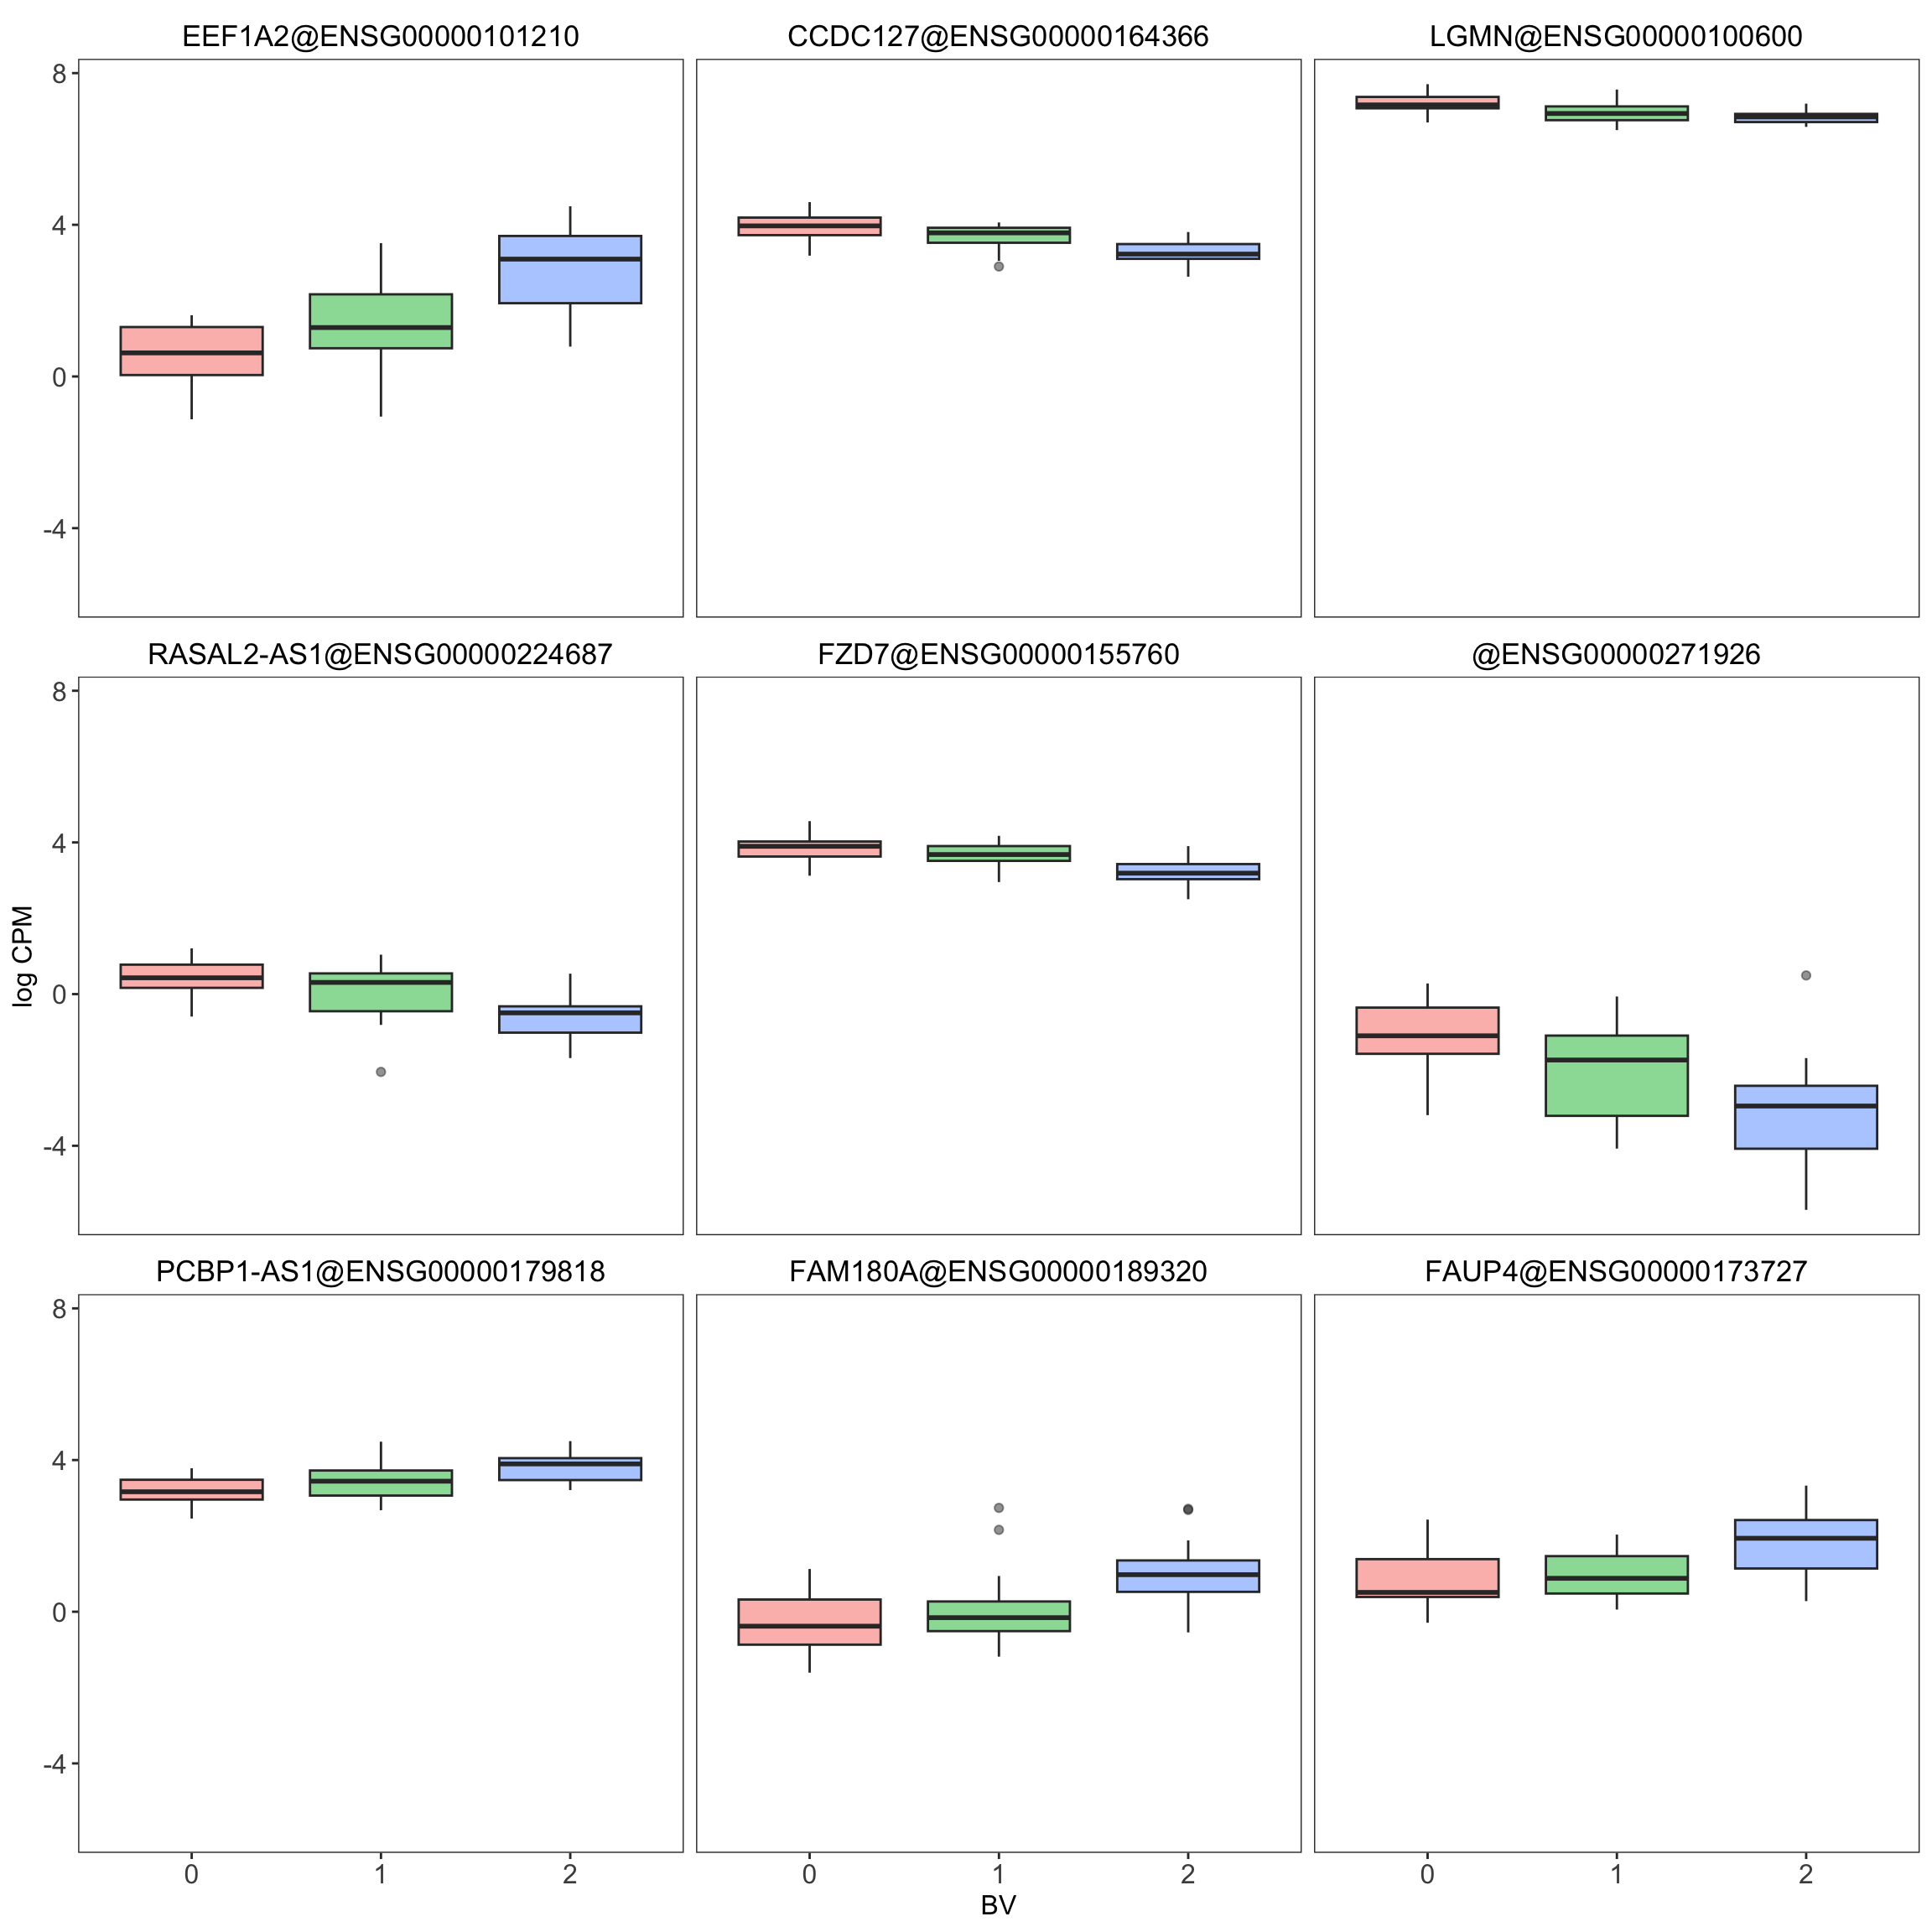 EEF1A2@ENSG00000101210 CCDC127@ENSG00000164366 LGMN@ENSG00000100600
8
4
0
-4
RASAL2-AS1@ENSG00000224687 FZD7@ENSG00000155760 @ENSG00000271926
8
4
0
-4
log CPM
PCBP1-AS1@ENSG00000179818 FAM180A@ENSG00000189320 FAUP4@ENSG00000173727
8
4
0
-4
0 1 2 0 1 2 0 1 2
BV